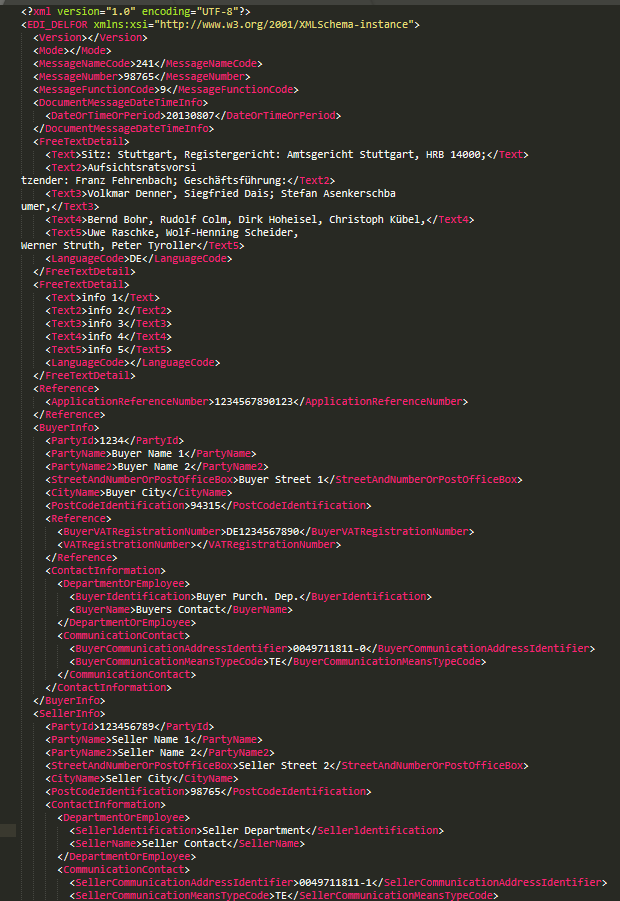 <?xml version="1.0" encoding="UTF-8"?>
<EDI_DELFOR xmlns:xsi="http://www.w3.org/2001/XMLSchema-instance">
<Version></Version>
<Mode></Mode>
<MessageNameCode>241</MessageNameCode>
<MessageNumber>98765</MessageNumber>
<MessageFunctionCode>9</MessageFunctionCode>
<DocumentMessageDateTimeInfo>
<DateOrTimeOrPeriod>20130807</DateOrTimeOrPeriod>
</DocumentMessageDateTimeInfo>
<FreeTextDetail>
<Text>Sitz: Stuttgart, Registergericht: Amtsgericht Stuttgart, HRB 14000;</Text>
<Text2>Aufsichtsratsvorsi
tzender: Franz Fehrenbach; Geschäftsführung:</Text2>
<Text3>Volkmar Denner, Siegfried Dais; Stefan Asenkerschba
umer,</Text3>
<Text4>Bernd Bohr, Rudolf Colm, Dirk Hoheisel, Christoph Kübel,</Text4>
<Text5>Uwe Raschke, Wolf-Henning Scheider,
Werner Struth, Peter Tyroller</Text5>
<LanguageCode>DE</LanguageCode>
</FreeTextDetail>
<FreeTextDetail>
<Text>info 1</Text>
<Text2>info 2</Text2>
<Text3>info 3</Text3>
<Text4>info 4</Text4>
<Text5>info 5</Text5>
<LanguageCode></LanguageCode>
</FreeTextDetail>
<Reference>
<ApplicationReferenceNumber>1234567890123</ApplicationReferenceNumber>
</Reference>
<BuyerInfo>
<PartyId>1234</PartyId>
<PartyName>Buyer Name 1</PartyName>
<PartyName2>Buyer Name 2</PartyName2>
<StreetAndNumberOrPostOfficeBox>Buyer Street 1</StreetAndNumberOrPostOfficeBox>
<CityName>Buyer City</CityName>
<PostCodeIdentification>94315</PostCodeIdentification>
<Reference>
<BuyerVATRegistrationNumber>DE1234567890</BuyerVATRegistrationNumber>
<VATRegistrationNumber></VATRegistrationNumber>
</Reference>
<ContactInformation>
<DepartmentOrEmployee>
<BuyerIdentification>Buyer Purch. Dep.</BuyerIdentification>
<BuyerName>Buyers Contact</BuyerName>
</DepartmentOrEmployee>
<CommunicationContact>
<BuyerCommunicationAddressIdentifier>0049711811-0</BuyerCommunicationAddressIdentifier>
<BuyerCommunicationMeansTypeCode>TE</BuyerCommunicationMeansTypeCode>
</CommunicationContact>
</ContactInformation>
</BuyerInfo>
<SellerInfo>
<PartyId>123456789</PartyId>
<PartyName>Seller Name 1</PartyName>
<PartyName2>Seller Name 2</PartyName2>
<StreetAndNumberOrPostOfficeBox>Seller Street 2</StreetAndNumberOrPostOfficeBox>
<CityName>Seller City</CityName>
<PostCodeIdentification>98765</PostCodeIdentification>
<ContactInformation>
<DepartmentOrEmployee>
<SellerldentIfication>Seller Department</Sellerldentification>
<SellerName>Seller Contact</SellerName>
</DepartmentOrEmployee>
<CommunicationContact>
<SellerCommunicationAddressIdentifier>0049711811-1</SellerCommunicationAddressIdentifier>
<SellerCommunicationMeansTypeCode>TE</SellerCommunicationMeansTypeCode>